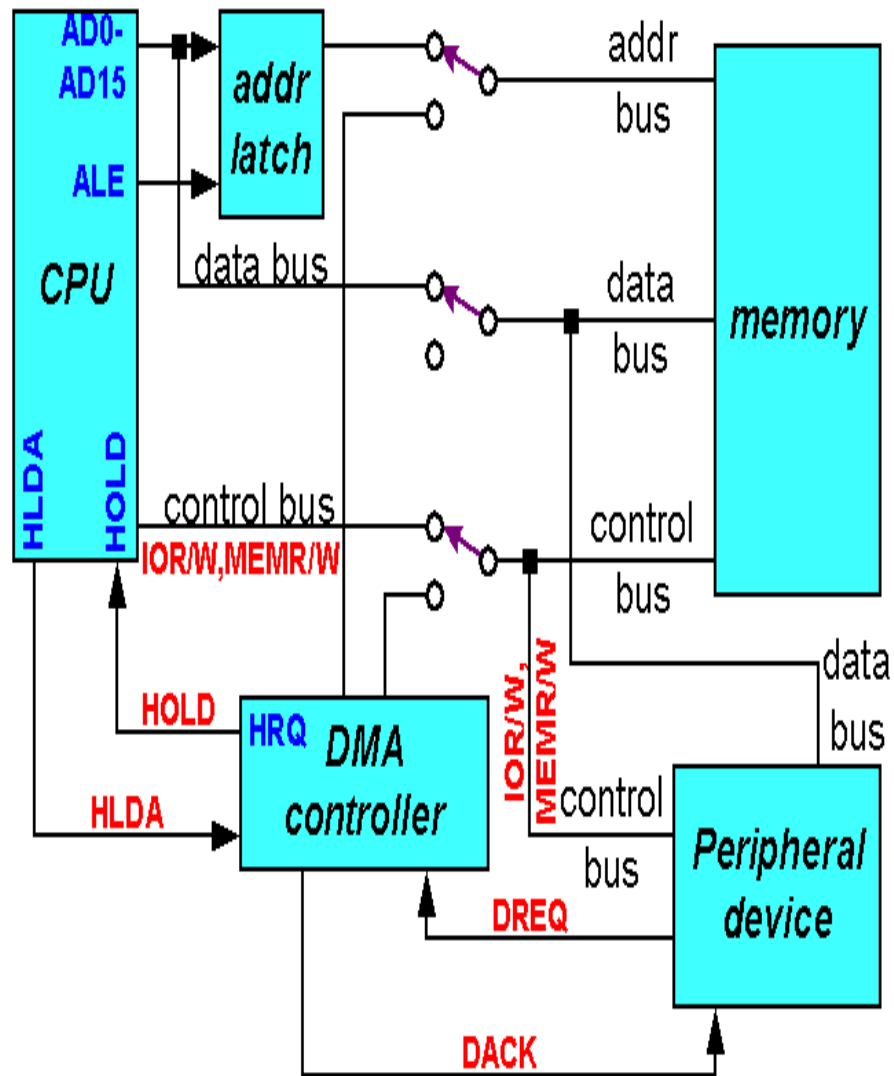 AD0-
AD15
addr
latch
addr
bus
ALE
CPU
data bus
data
bus
memory
HLDA
HOLD
control bus
IOR/W,MEMR/W
control
bus
IOR/W,
MEMR/W
data
bus
HOLD
HRQ
DMA
controller
HLDA
control
bus
Peripheral
device
DREQ
DACK